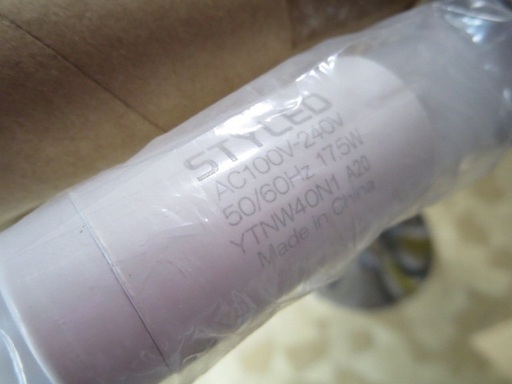 STYLED
AC100V-240V
50/60Hz 17.5W
YTNW40N1 A20
Made in China